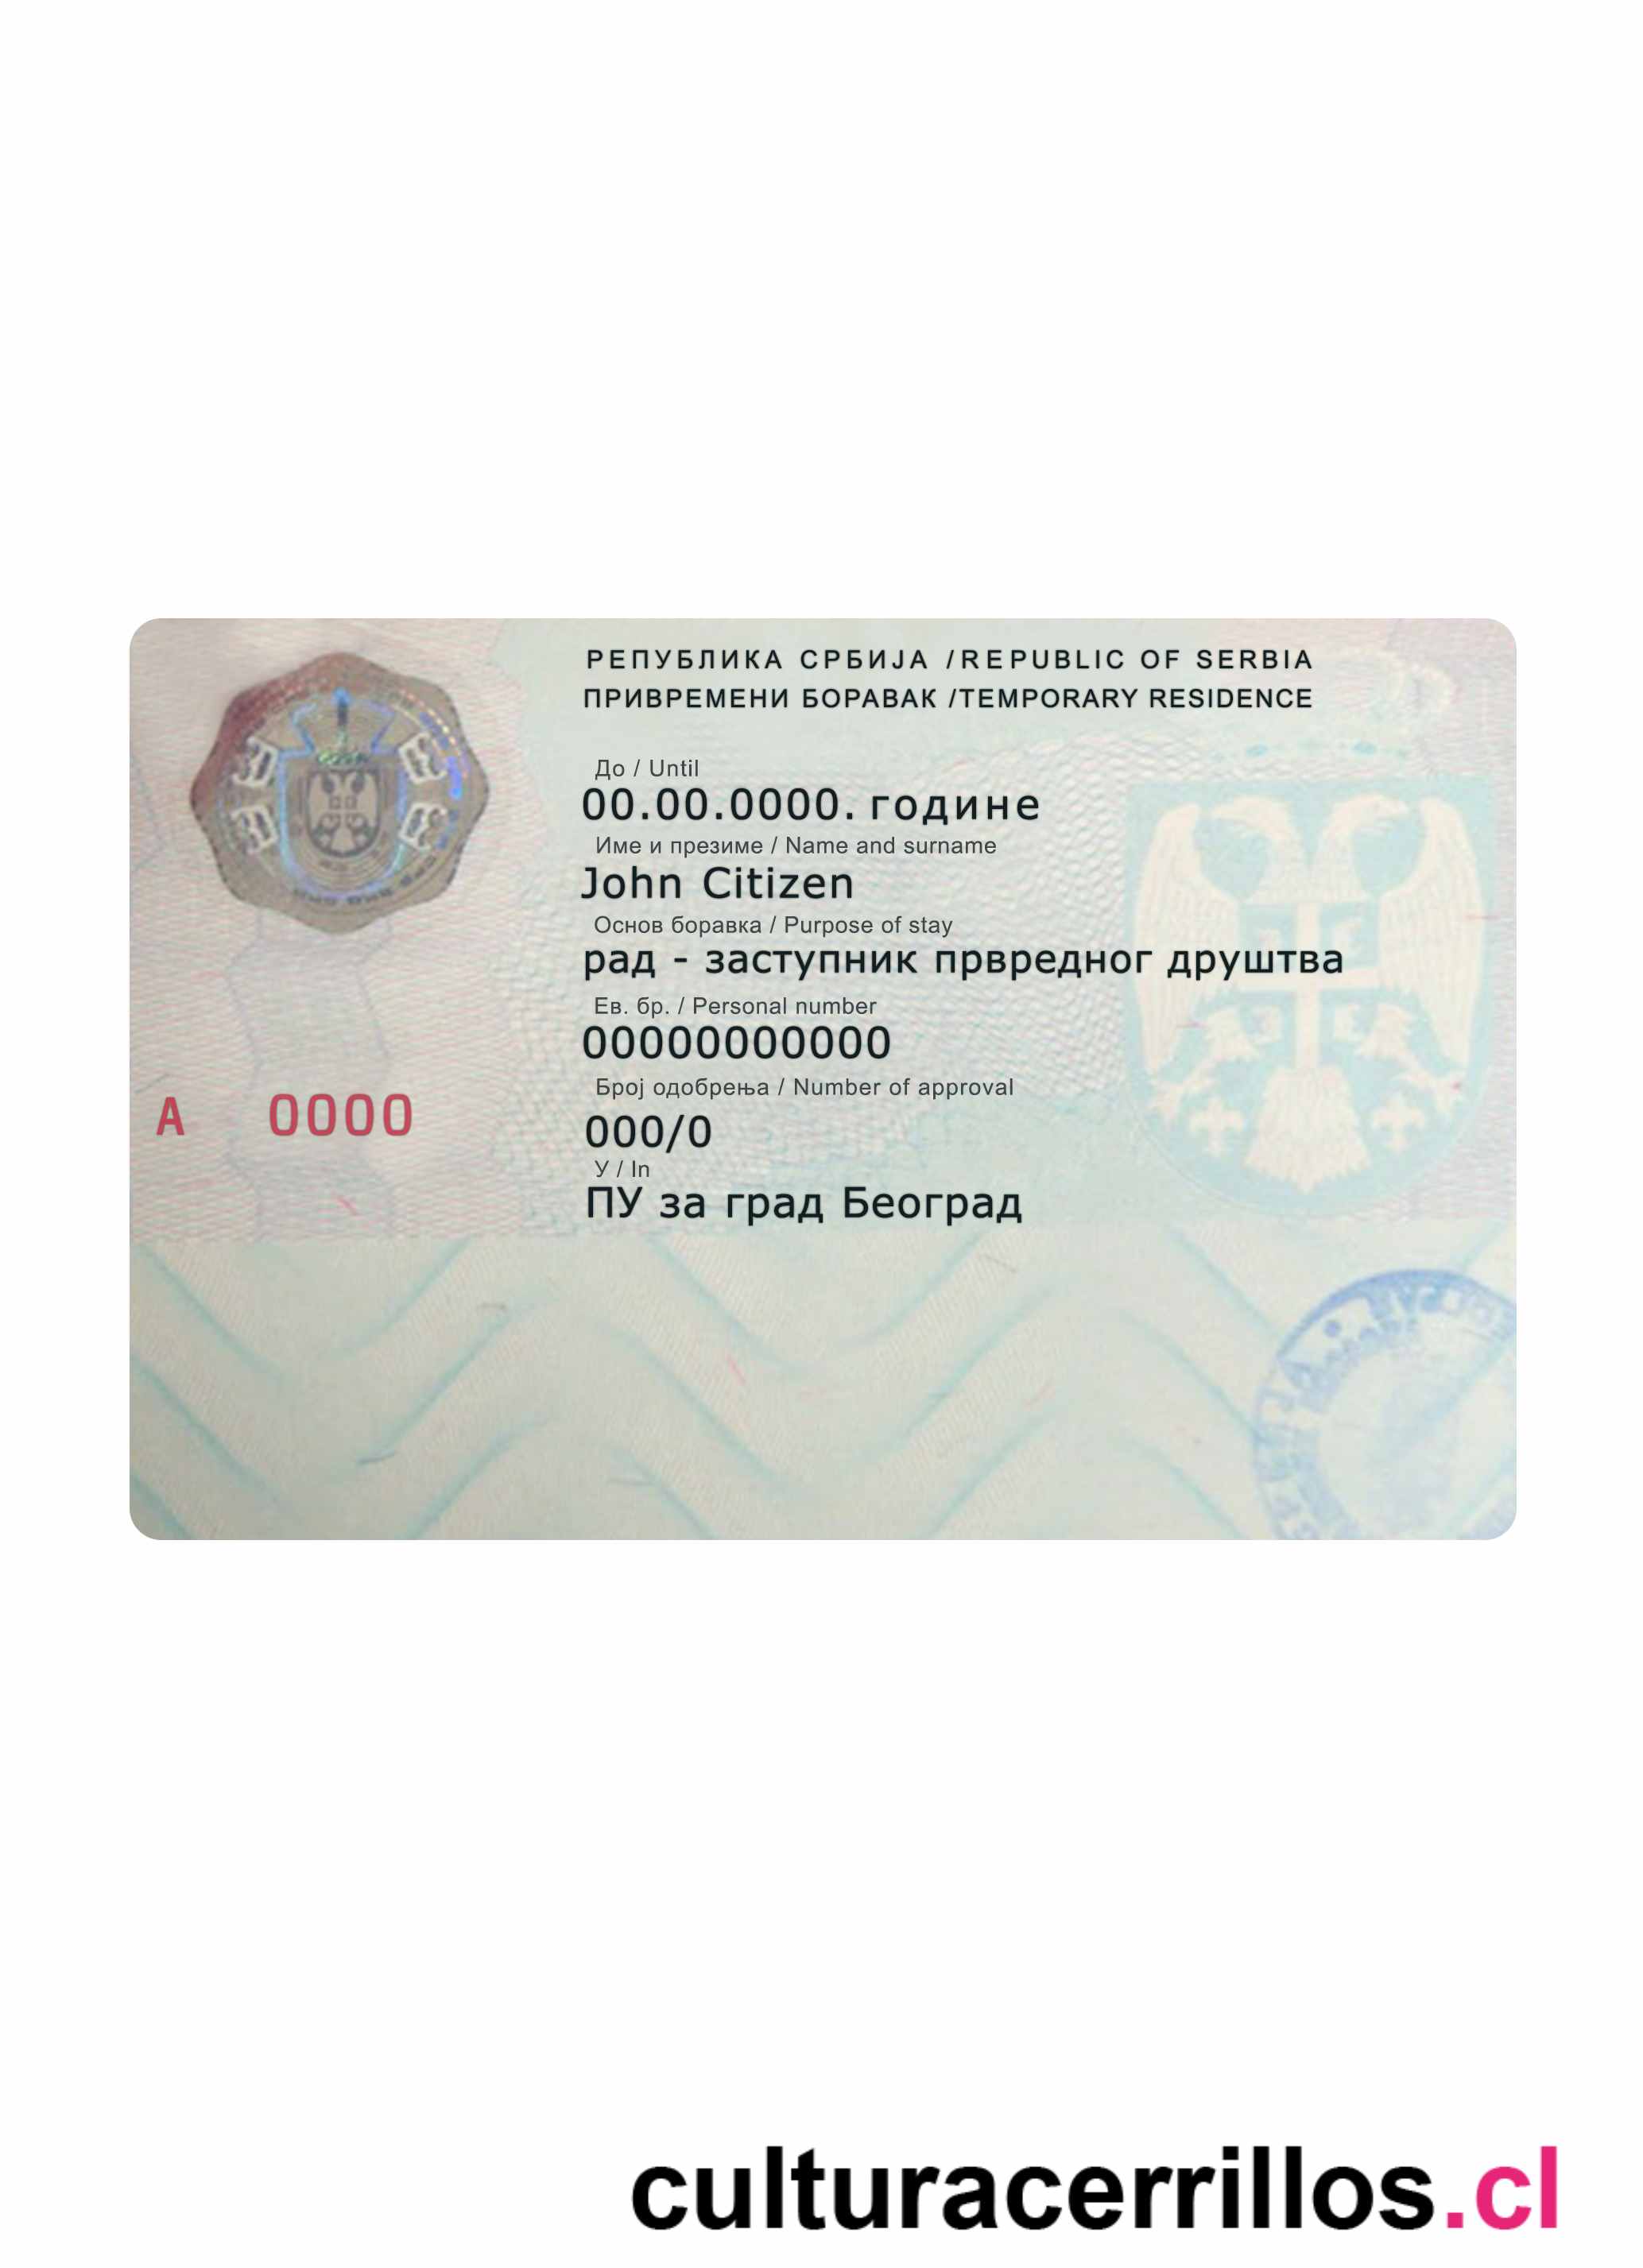 РЕПУБЛИКА СРБИЈА /REPUBLIC OF SERBIA
ПРИВРЕМЕНИ БОРАВАК /TEMPORARY RESIDENCE
До / Until
00.00.0000. године
Име и презиме / Name and surname
John Citizen
Основ боравка / Purpose of stay
рад - заступник првредног друштва
Ев. бр. / Personal number
00000000000
Број одобрења / Number of approval
A 0000
000/0
У / In
ПУ за град Београд
culturacerrillos.cl